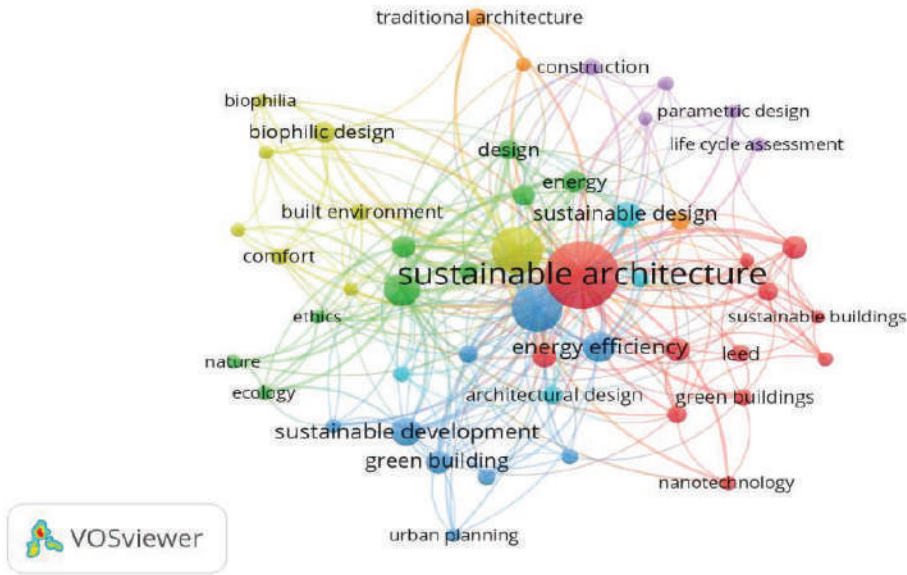 traditional architecture
construction
biophilia
parametric design
biophilic design
life cycle assessment
design
energy
built environment
sustainable design
comfort
sustainable architecture
ethics
sustainable buildings
energy efficiency
leed
nature
ecology
architectural design
green buildings
sustainable development
green building
nanotechnology
urban planning
VOSviewer